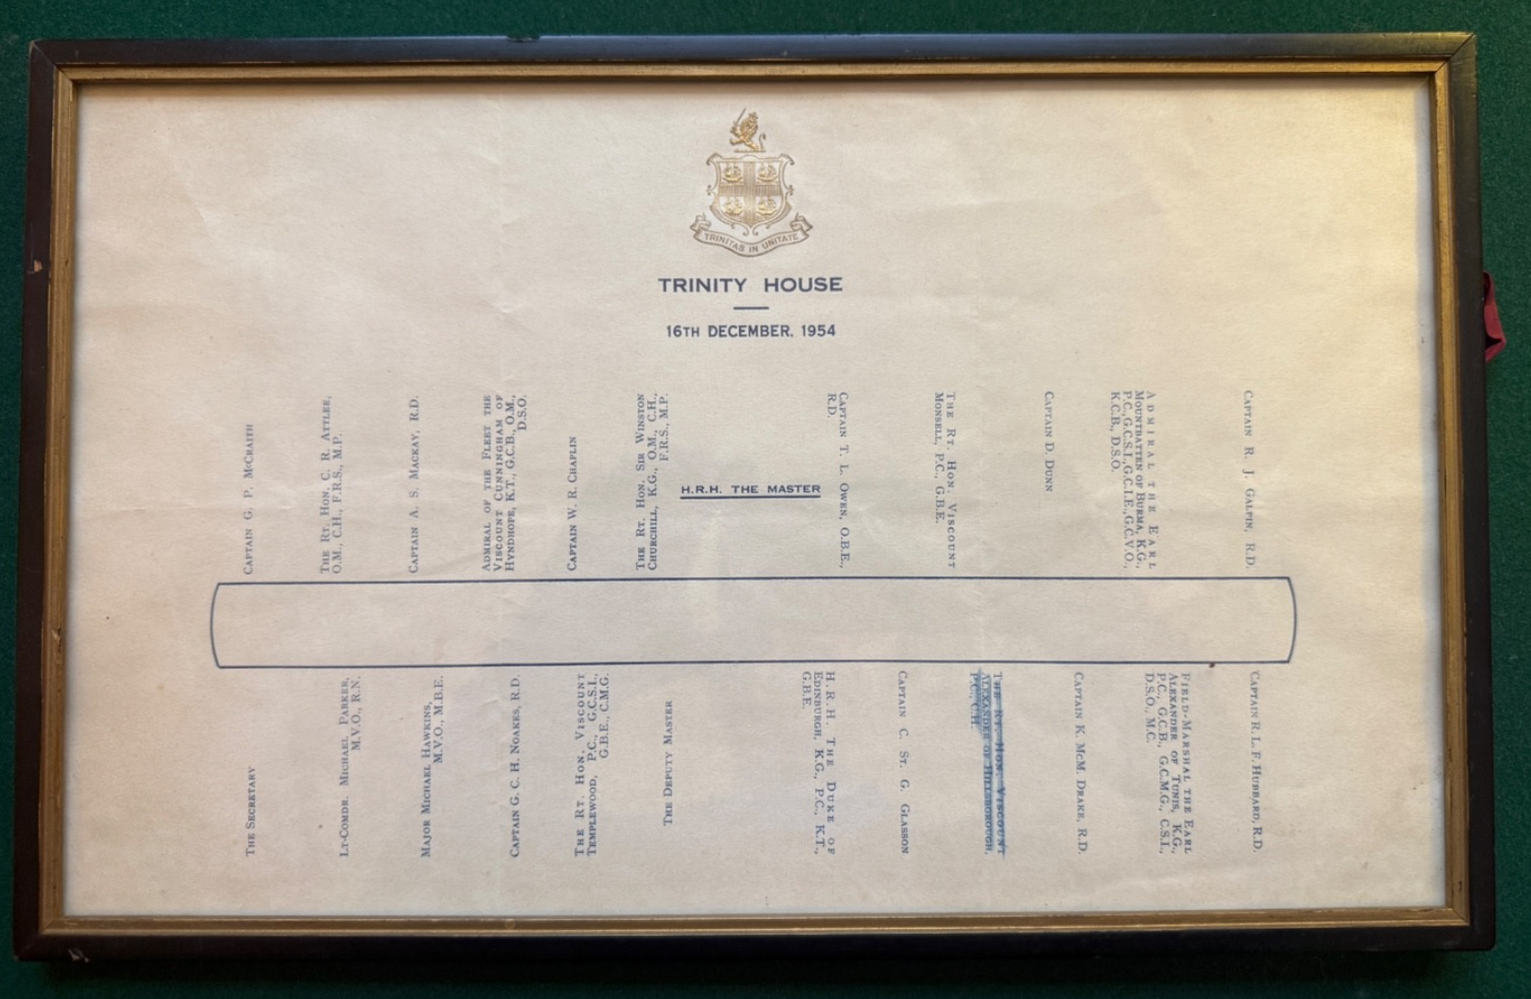 TRINITAS IN UNITATE
TRINITY HOUSE
16TH DECEMBER. 1954
CAPTAIN G. P. McCRAITH
THE RT. HON. C. R. ATTLEE,
O.M., C.H., F.R.S., M.P.
CAPTAIN A. S. MACKAY, R.D.
ADMIRAL OF THE FLEET THE
VISCOUNT CUNNINGHAM OF
HYNDHOPE, K.T., G.C.B., O.M.,
D.S.O.
CAPTAIN W. R. CHAPLIN
THE RT. HON. SIR WINSTON
CHURCHILL, K.G., O.M., C.H.,
F.R.S., M.P.
H.R.H. THE MASTER
CAPTAIN T. L. OWEN, O.B.E.,
R.D.
THE RT. HON. VISCOUNT
MONSELL, P.C., G.B.E.
CAPTAIN D. DUNN
ADMIRAL THE EARL
MOUNTBATTEN OF BURMA, K.G.,
P.C., G.C.S.I., G.C.I.E., G.C.V.O.,
K.C.B., D.S.O.
CAPTAIN R. J. GALPIN, R.D.
THE SECRETARY
LT-COMDR. MICHAEL PARKER,
M.V.O., R.N.
MAJOR MICHAEL HAWKINS,
M.V.O., M.B.E.
CAPTAIN G. C. H. NOAKES, R.D.
THE RT. HON. VISCOUNT
TEMPLEWOOD, P.C., G.C.S.I.,
G.B.E., C.M.G.
THE DEPUTY MASTER
H.R.H. THE DUKE OF
EDINBURGH, K.G., P.C., K.T.,
G.B.E.
CAPTAIN C. ST. G. GLASSON
THE RT. HON. VISCOUNT
ALEXANDER OF HILLSBOROUGH,
P.C., C.H.
CAPTAIN K. McM. DRAKE, R.D.
FIELD-MARSHAL THE EARL
ALEXANDER OF TUNIS, K.G.,
P.C., G.C.B., G.C.M.G., C.S.I.,
D.S.O., M.C.
CAPTAIN R. L. F. HUBBARD, R.D.